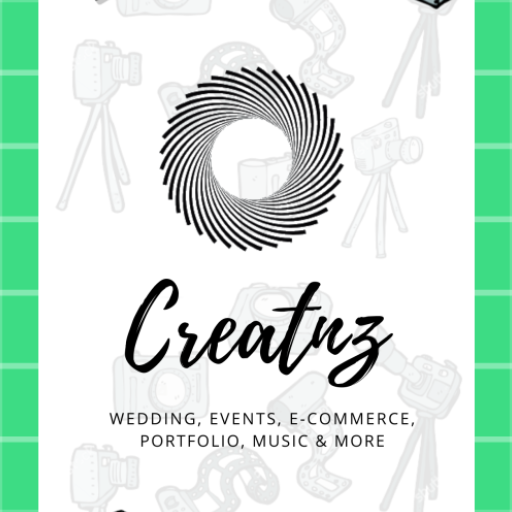 Creatnz
WEDDING, EVENTS, E-COMMERCE,
PORTFOLIO, MUSIC & MORE